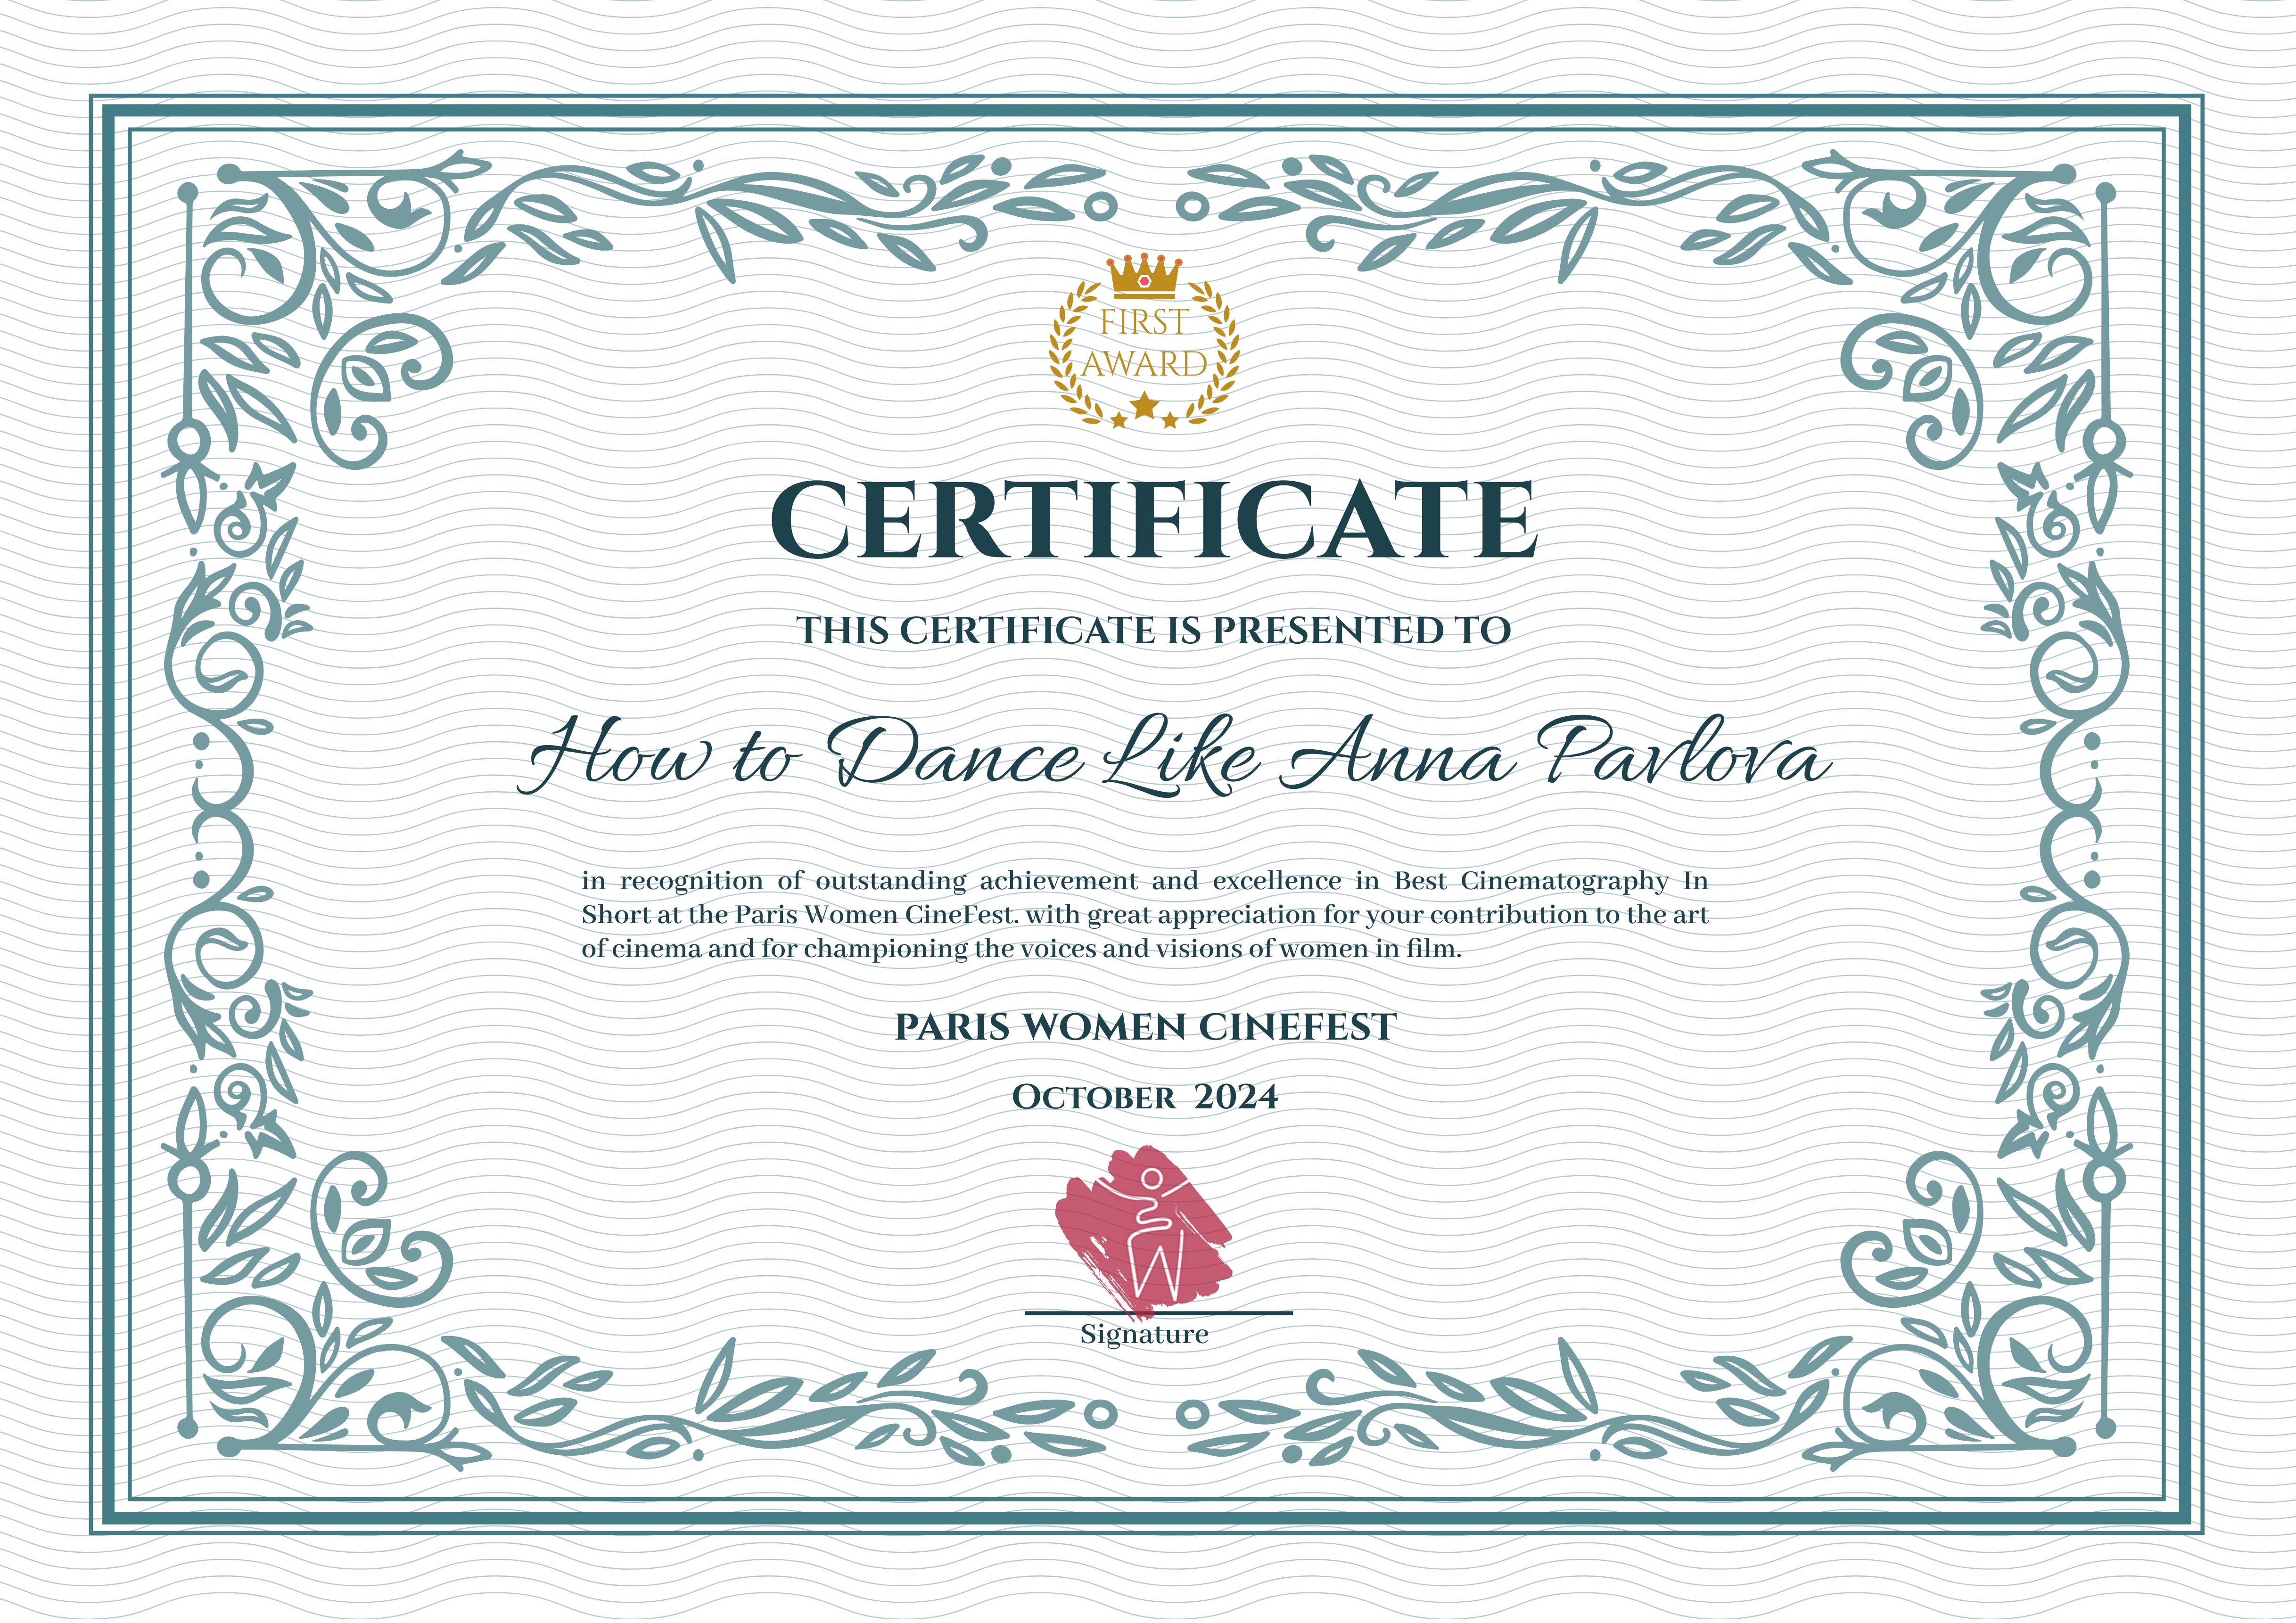 FIRST
AWARD
CERTIFICATE
THIS CERTIFICATE IS PRESENTED TO
How to Dance Like Anna Pavlova
in recognition of outstanding achievement and excellence in Best Cinematography In
Short at the Paris Women CineFest. with great appreciation for your contribution to the art
of cinema and for championing the voices and visions of women in film.
PARIS WOMEN CINEFEST
October 2024
Signature